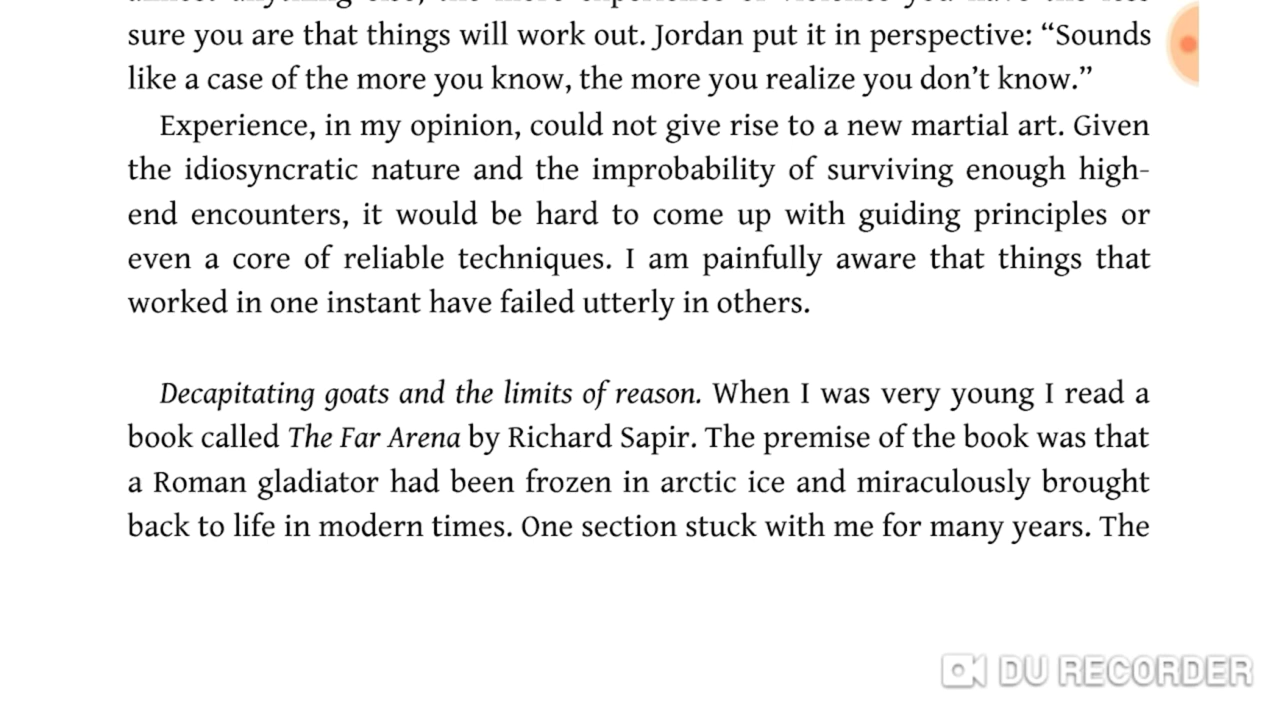 sure you are that things will work out. Jordan put it in perspective: “Sounds
like a case of the more you know, the more you realize you don’t know.”
Experience, in my opinion, could not give rise to a new martial art. Given
the idiosyncratic nature and the improbability of surviving enough high-
end encounters, it would be hard to come up with guiding principles or
even a core of reliable techniques. I am painfully aware that things that
worked in one instant have failed utterly in others.
Decapitating goats and the limits of reason. When I was very young I read a
book called The Far Arena by Richard Sapir. The premise of the book was that
a Roman gladiator had been frozen in arctic ice and miraculously brought
back to life in modern times. One section stuck with me for many years. The
DU RECORDER